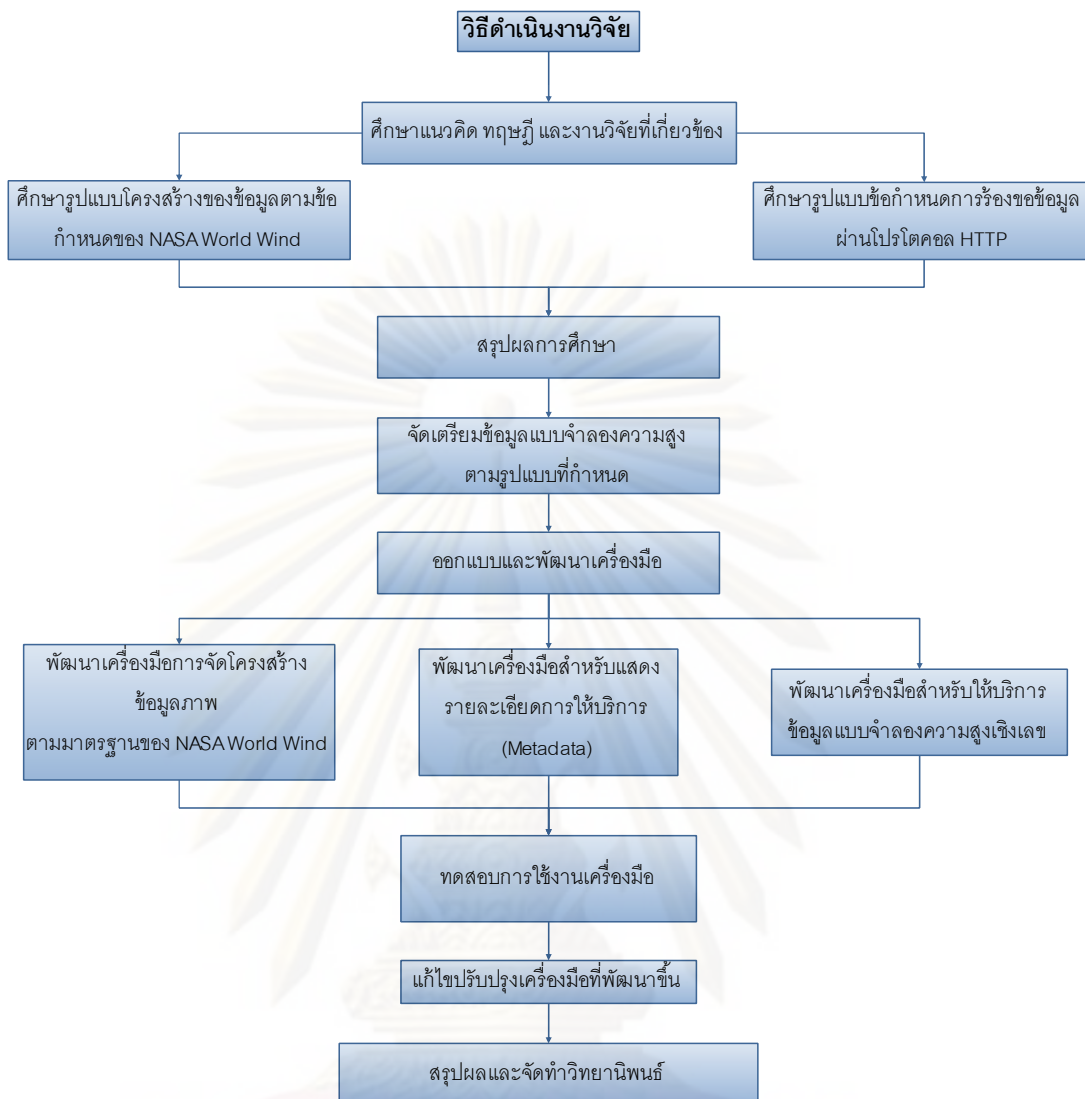 วิธีดำเนินงานวิจัย
ศึกษาแนวคิด ทฤษฎี และงานวิจัยที่เกี่ยวข้อง
ศึกษารูปแบบโครงสร้างของข้อมูลตามข้อ
กำหนดของ NASA World Wind
ศึกษารูปแบบข้อกำหนดการร้องขอข้อมูล
ผ่านโปรโตคอล HTTP
สรุปผลการศึกษา
จัดเตรียมข้อมูลแบบจำลองความสูง
ตามรูปแบบที่กำหนด
ออกแบบและพัฒนาเครื่องมือ
พัฒนาเครื่องมือการจัดโครงสร้าง
ข้อมูลภาพ
ตามมาตรฐานของ NASA World Wind
พัฒนาเครื่องมือสำหรับแสดง
รายละเอียดการให้บริการ
(Metadata)
พัฒนาเครื่องมือสำหรับให้บริการ
ข้อมูลแบบจำลองความสูงเชิงเลข
ทดสอบการใช้งานเครื่องมือ
แก้ไขปรับปรุงเครื่องมือที่พัฒนาขึ้น
สรุปผลและจัดทำวิทยานิพนธ์